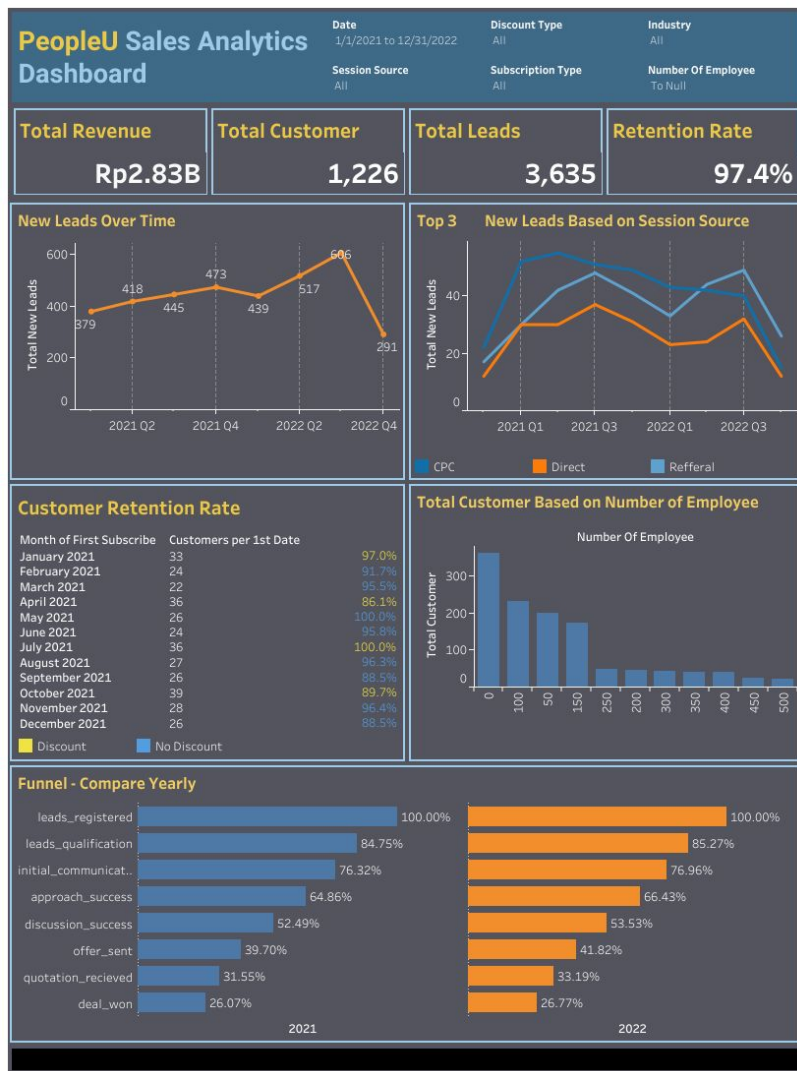 PeopleU Sales Analytics
Dashboard
Date
1/1/2021 to 12/31/2022
Discount Type
All
Industry
All
Session Source
All
Subscription Type
All
Number Of Employee
To Null
Total Revenue
Rp2.83B
Total Customer
1,226
Total Leads
3,635
Retention Rate
97.4%
New Leads Over Time
Total New Leads
600
400
200
0
379
418
445
473
439
517
606
291
2021 Q2
2021 Q4
2022 Q2
2022 Q4
Top 3 New Leads Based on Session Source
Total New Leads
40
20
0
2021 Q1
2021 Q3
2022 Q1
2022 Q3
CPC
Direct
Refferal
Customer Retention Rate
Month of First Subscribe Customers per 1st Date
January 2021 33 97.0%
February 2021 24 91.7%
March 2021 22 95.5%
April 2021 36 86.1%
May 2021 26 100.0%
June 2021 24 95.8%
July 2021 36 100.0%
August 2021 27 96.3%
September 2021 26 88.5%
October 2021 39 89.7%
November 2021 28 96.4%
December 2021 26 88.5%
Discount
No Discount
Total Customer Based on Number of Employee
Number Of Employee
Total Customer
300
200
100
0
0
100
50
150
250
200
300
350
400
450
500
Funnel - Compare Yearly
leads_registered 100.00% 100.00%
leads_qualification 84.75% 85.27%
initial_communicat.. 76.32% 76.96%
approach_success 64.86% 66.43%
discussion_success 52.49% 53.53%
offer_sent 39.70% 41.82%
quotation_recieved 31.55% 33.19%
deal_won 26.07% 26.77%
2021
2022